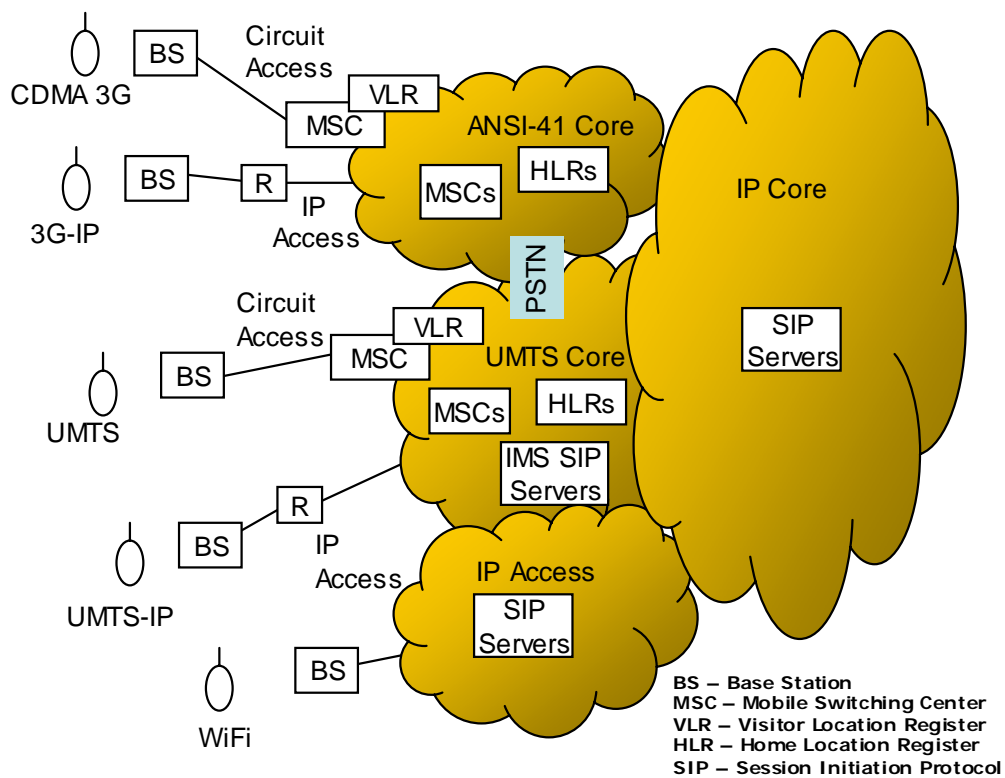 BS
Circuit
Access
CDMA 3G
VLR
MSC
ANSI-41 Core
HLRs
MSCs
BS
R
IP
Access
3G-IP
IP Core
PSTN
Circuit
Access
VLR
MSC
UMTS Core
SIP
Servers
BS
UMTS
HLRs
MSCs
IMS SIP
Servers
R
BS
IP
Access
UMTS-IP
IP Access
SIP
Servers
BS
WiFi
BS – Base Station
MSC – Mobile Switching Center
VLR – Visitor Location Register
HLR – Home Location Register
SIP – Session Initiation Protocol